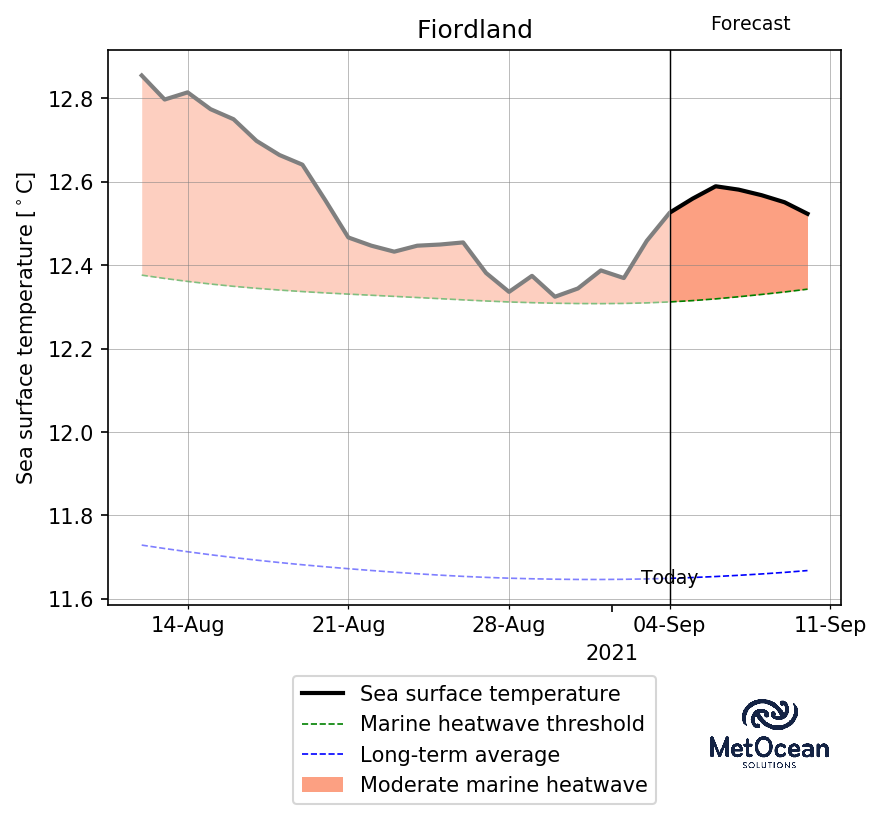 Fiordland
Forecast
Sea surface temperature [°C]
12.8
12.6
12.4
12.2
12.0
11.8
11.6
Today
14-Aug
21-Aug
28-Aug
04-Sep
11-Sep
2021
Sea surface temperature
Marine heatwave threshold
Long-term average
Moderate marine heatwave
MetOcean
SOLUTIONS